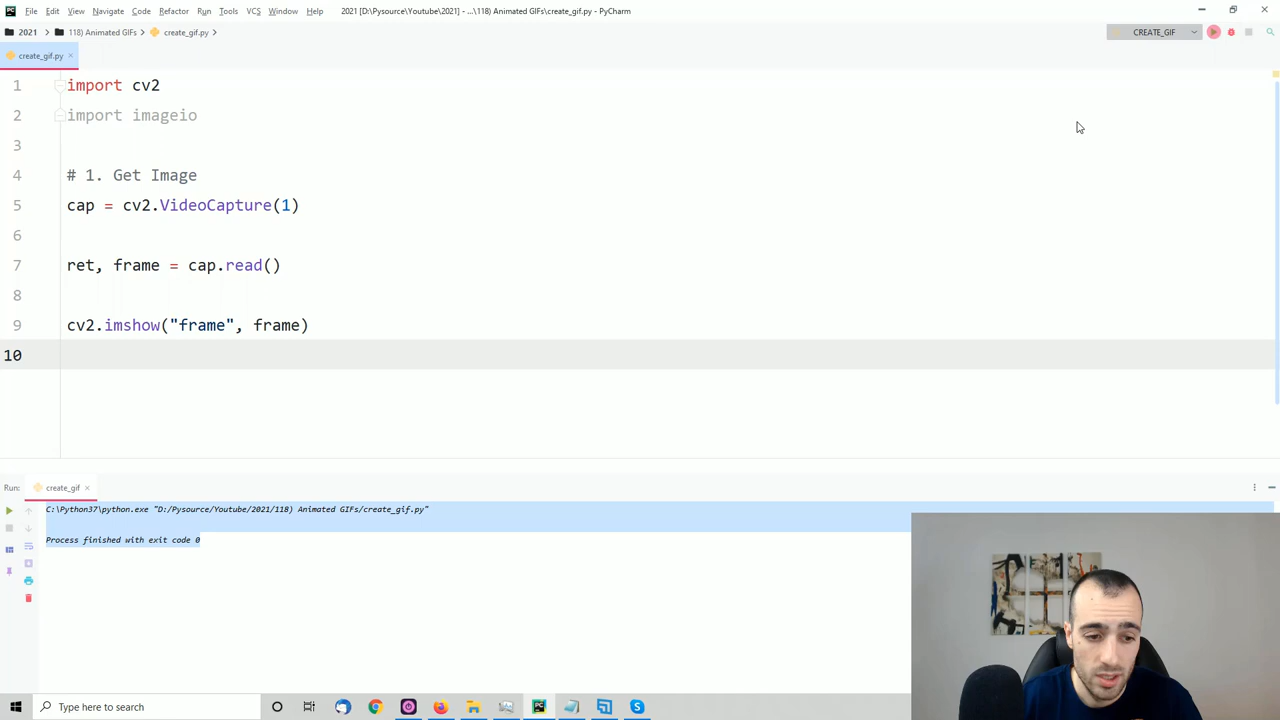 File Edit View Navigate Code Refactor Run Tools VCS Window Help 2021 [D:\Pysource\Youtube\2021] - ...\118) Animated GIFs\create_gif.py - PyCharm
2021 118) Animated GIFs create_gif.py CREATE_GIF
create_gif.py
1 import cv2
2 import imageio
3
4 # 1. Get Image
5 cap = cv2.VideoCapture(1)
6
7 ret, frame = cap.read()
8
9 cv2.imshow("frame", frame)
10
Run: create_gif
C:\Python37\python.exe "D:/Pysource/Youtube/2021/118) Animated GIFs/create_gif.py"
Process finished with exit code 0
Type here to search